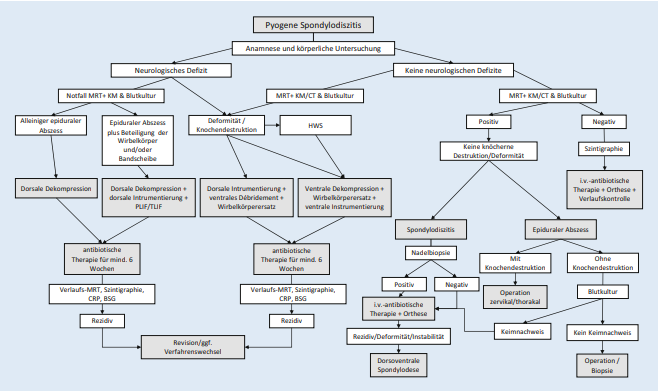 Pyogene Spondylodiszitis
Anamnese und körperliche Untersuchung
Neurologisches Defizit
Keine neurologischen Defizite
Notfall MRT+ KM & Blutkultur
MRT+ KM/CT & Blutkultur
MRT+ KM/CT & Blutkultur
Alleiniger epiduraler
Abszess
Epiduraler Abszess
plus Beteiligung der
Wirbelkörper
und/oder
Bandscheibe
Deformität /
Knochendestruktion
HWS
Positiv
Negativ
Keine knöcherne
Destruktion/Deformität
Szintigraphie
Dorsale Dekompression
Dorsale Dekompression +
dorsale Intrumentierung +
PLIF/TLIF
Dorsale Intrumentierung +
ventrales Débridement +
Wirbelkörperersatz
Ventrale Dekompression +
Wirbelkörperersatz +
ventrale Instrumentierung
i.v.-antibiotische
Therapie + Orthese +
Verlaufskontrolle
Spondylodiszitis
Epiduraler Abszess
antibiotische
Therapie für mind. 6
Wochen
antibiotische
Therapie für mind. 6
Wochen
Nadelbiopsie
Mit
Knochendestruktion
Ohne
Knochendestruktion
Verlaufs-MRT, Szintigraphie,
CRP, BSG
Verlaufs-MRT, Szintigraphie,
CRP, BSG
Positiv
Negativ
Operation
zervikal/thorakal
Blutkultur
i.v.-antibiotische
Therapie + Orthese
Rezidiv
Rezidiv
Keimnachweis
Kein Keimnachweis
Rezidiv/Deformität/Instabilität
Revision/ggf.
Verfahrenswechsel
Dorsoventrale
Spondylodese
Operation /
Biopsie